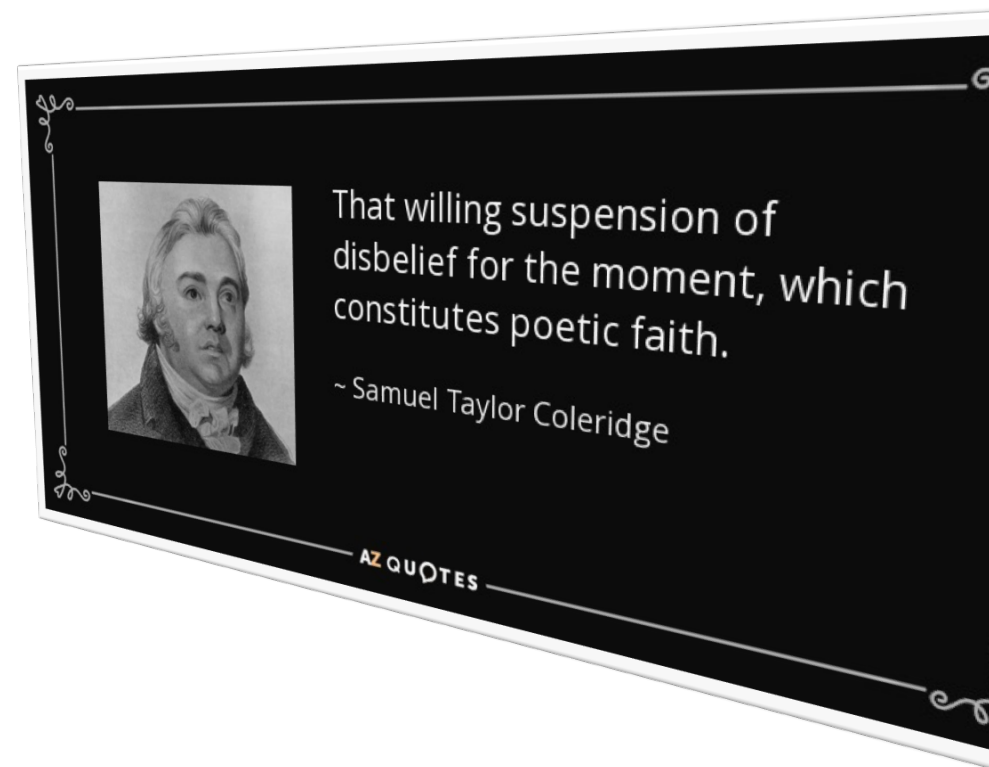 That willing suspension of
disbelief for the moment, which
constitutes poetic faith.
~ Samuel Taylor Coleridge
AZ QUOTES